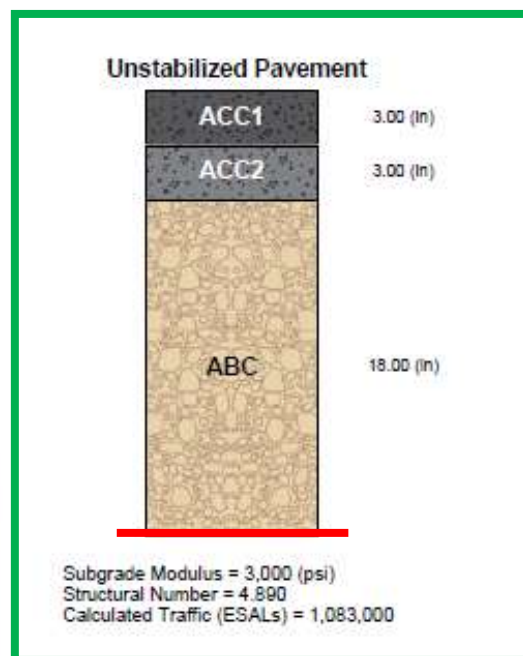 Unstabilized Pavement
ACC1
3.00 (in)
ACC2
3.00 (in)
ABC
18.00 (in)
Subgrade Modulus = 3,000 (psi)
Structural Number = 4.890
Calculated Traffic (ESALs) = 1,083,000